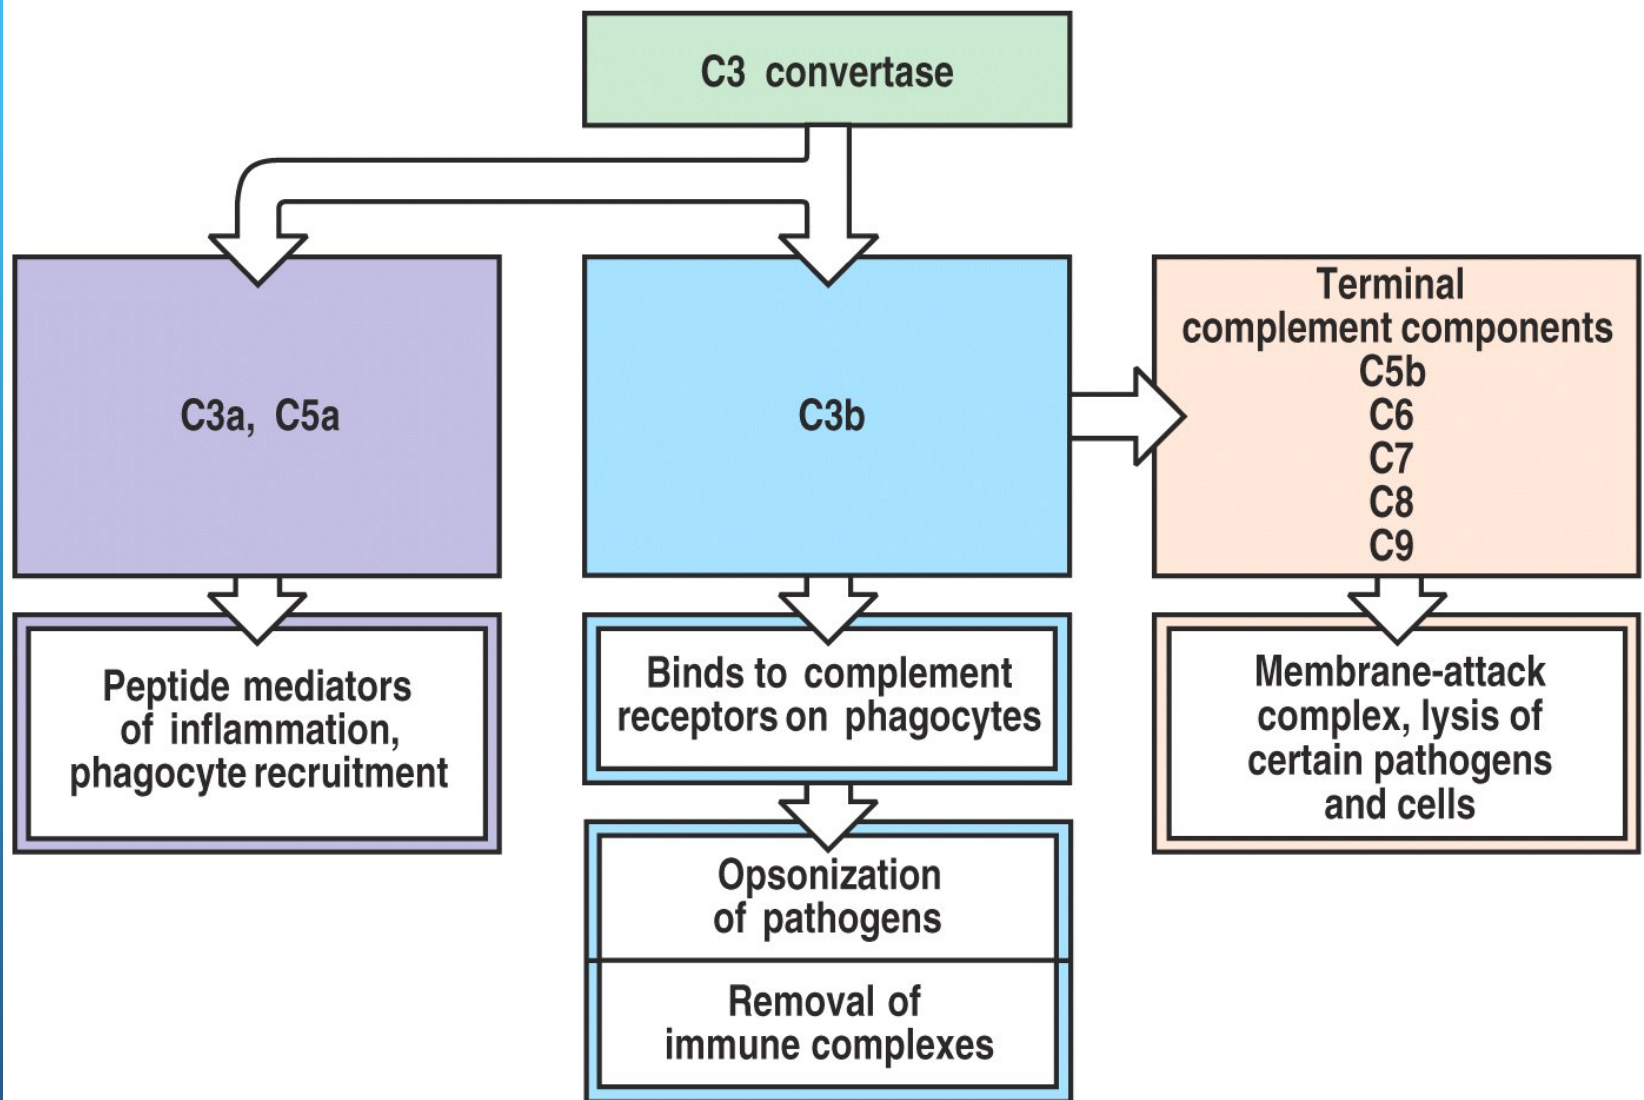 C3 convertase
C3a, C5a
C3b
Terminal
complement components
C5b
C6
C7
C8
C9
Peptide mediators
of inflammation,
phagocyte recruitment
Binds to complement
receptors on phagocytes
Membrane-attack
complex, lysis of
certain pathogens
and cells
Opsonization
of pathogens
Removal of
immune complexes